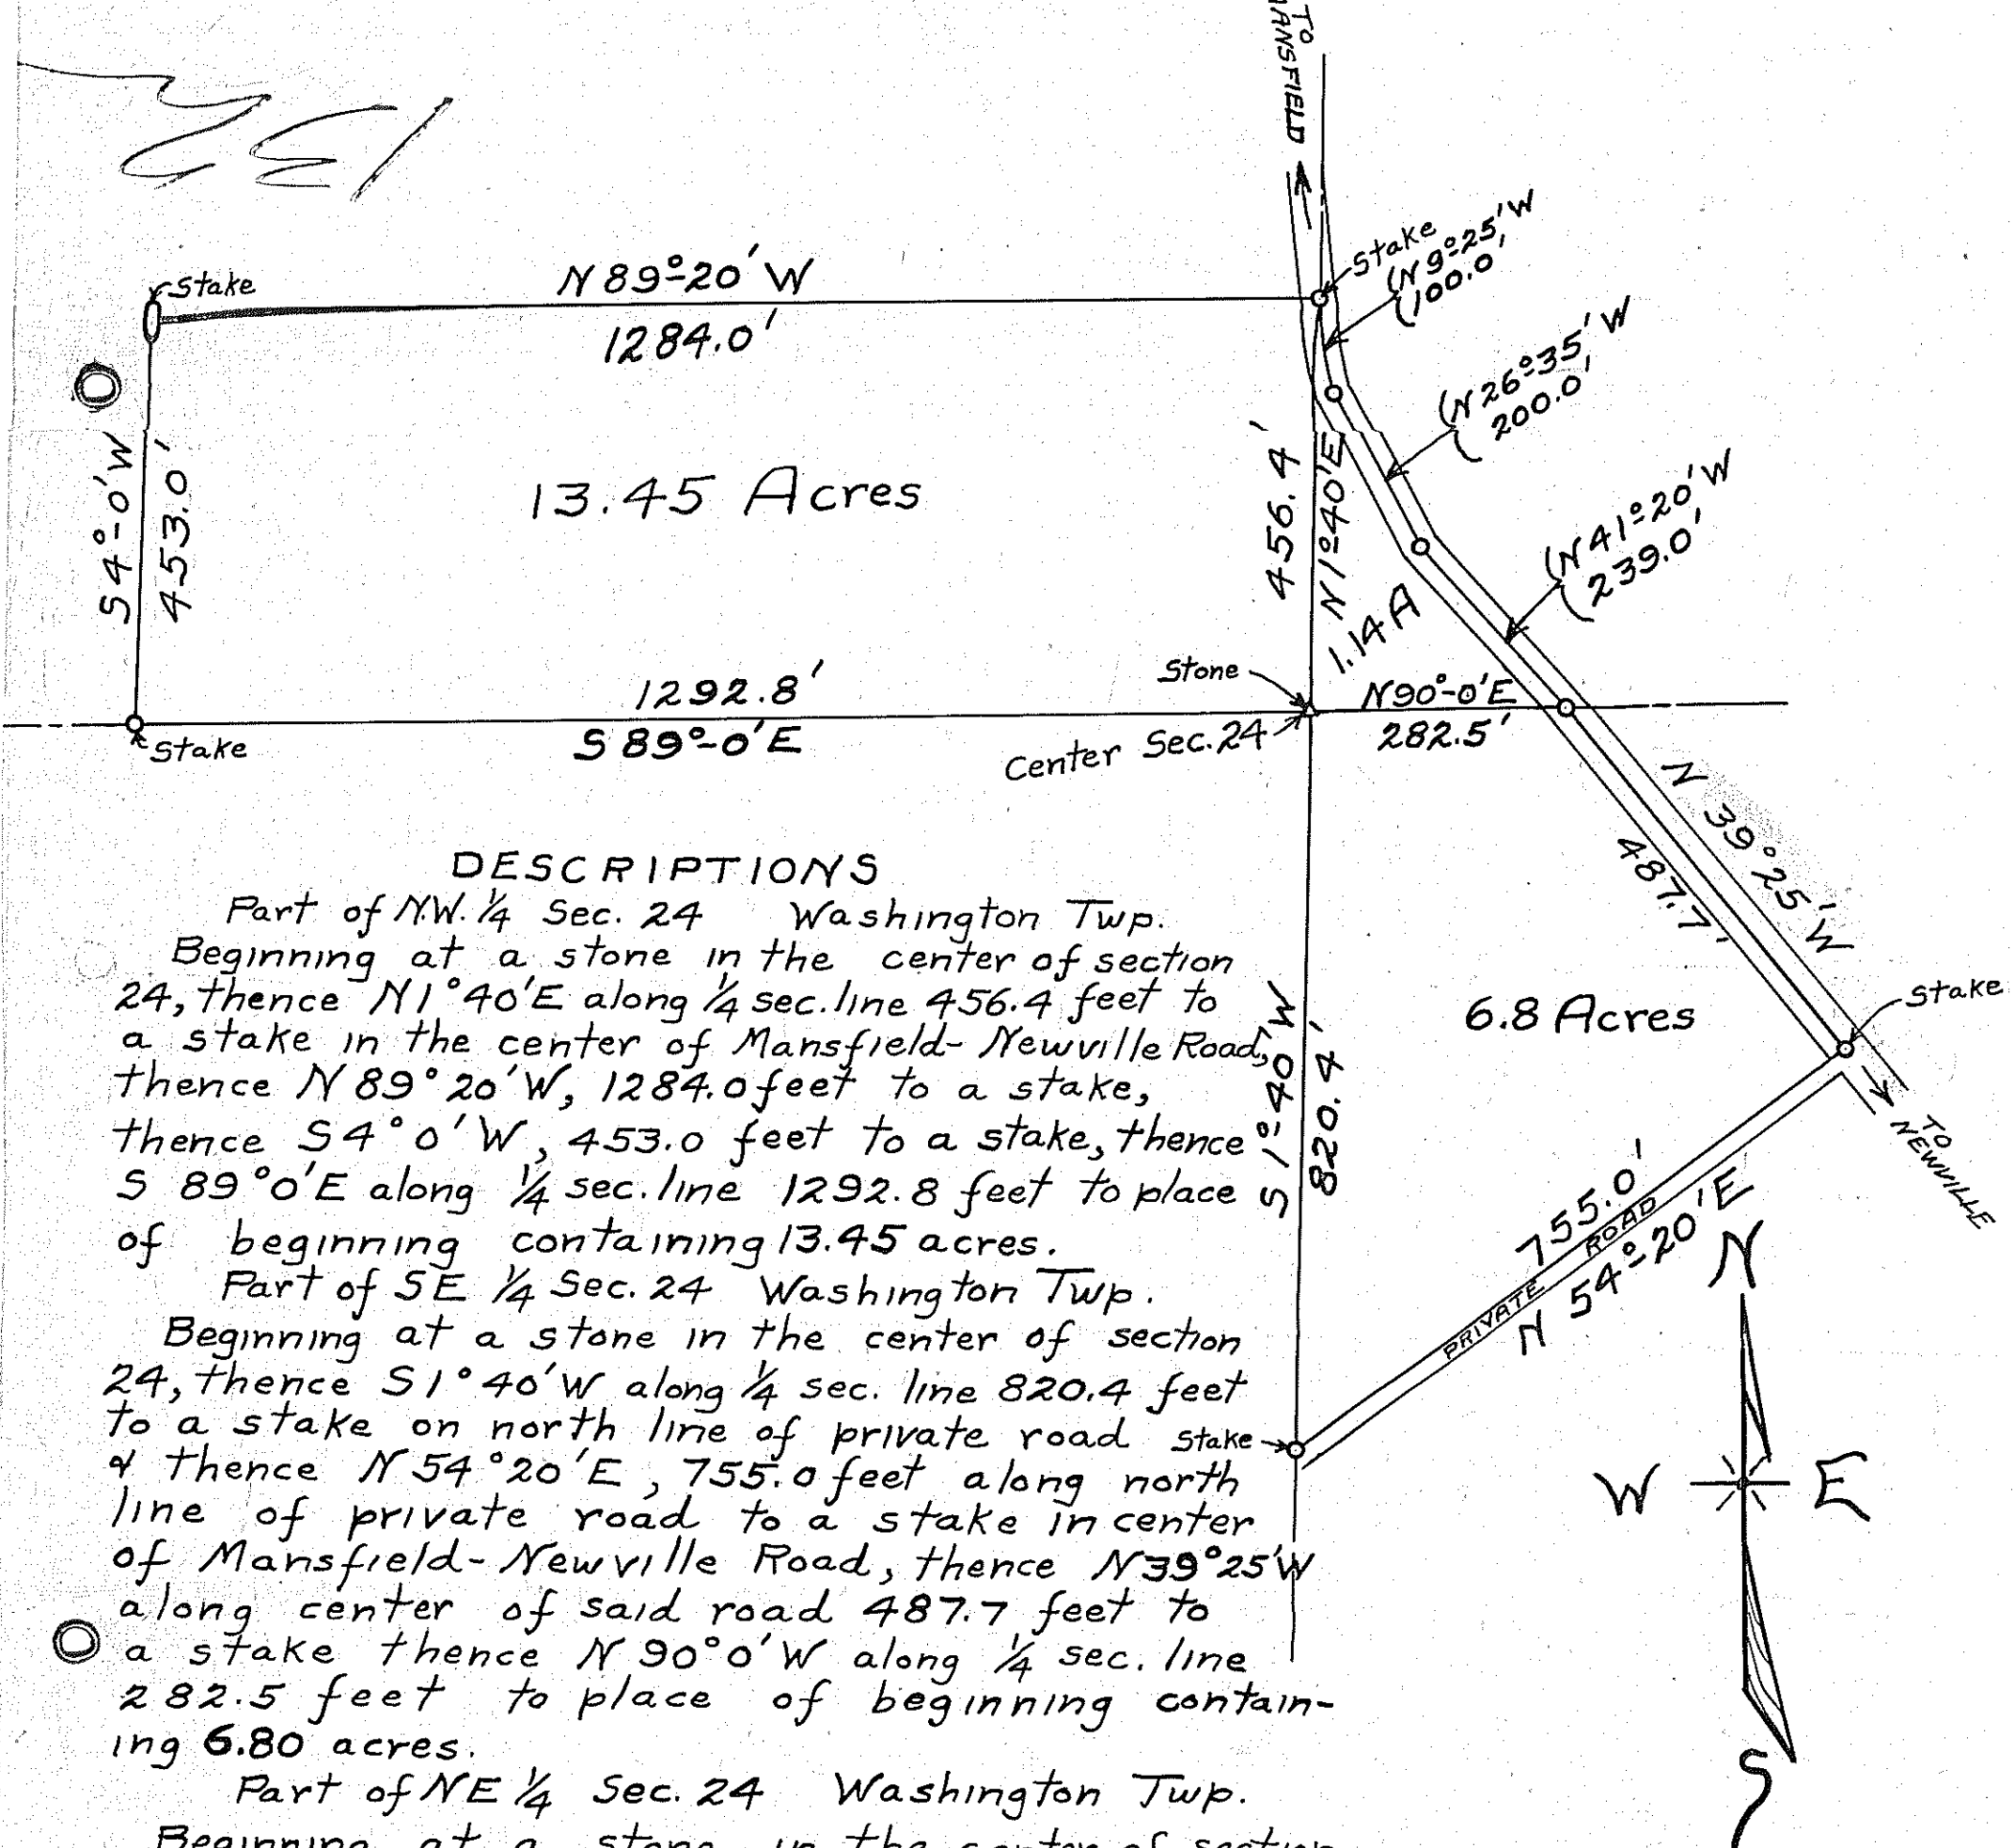 132
TO
MANSFIELD
Stake
N 89°-20' W
1284.0'
Stake
(N 9°-25' W
(100.0'
(N 26°-35' W
( 200.0'
(N 41°-20' W
( 239.0'
S 4°-0' W
453.0'
13.45 Acres
456.4'
N 1°-40' E
1.14 A
Stone
1292.8'
S 89°-0' E
Stake
Center Sec. 24
N 90°-0' E
282.5'
N 39°25' W
487.7'
6.8 Acres
Stake
TO
NEWVILLE
S 1°-40' W
820.4'
755.0'
PRIVATE ROAD
N 54°-20' E
Stake
N
W E
S
DESCRIPTIONS
Part of N.W. 1/4 Sec. 24 Washington Twp.
Beginning at a stone in the center of section
24, thence N 1° 40' E along 1/4 sec. line 456.4 feet to
a stake in the center of Mansfield-Newville Road,
thence N 89° 20' W, 1284.0 feet to a stake,
thence S 4° 0' W, 453.0 feet to a stake, thence
S 89° 0' E along 1/4 sec. line 1292.8 feet to place
of beginning containing 13.45 acres.
Part of SE 1/4 Sec. 24 Washington Twp.
Beginning at a stone in the center of section
24, thence S 1° 40' W along 1/4 sec. line 820.4 feet
to a stake on north line of private road
& thence N 54° 20' E, 755.0 feet along north
line of private road to a stake in center
of Mansfield-Newville Road, thence N 39° 25' W
along center of said road 487.7 feet to
a stake thence N 90° 0' W along 1/4 sec. line
282.5 feet to place of beginning contain-
ing 6.80 acres.
Part of NE 1/4 Sec. 24 Washington Twp.
Beginning at a stone in the center of section